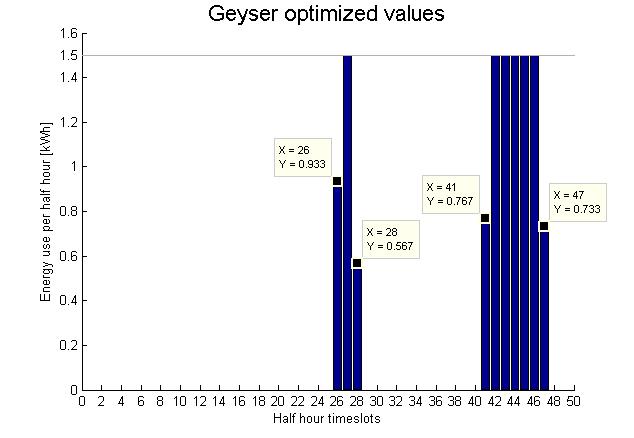 Geyser optimized values
Energy use per half hour [kWh]
1.6
1.5
1.4
1.2
1
0.8
0.6
0.4
0.2
0
X = 26
Y = 0.933
X = 28
Y = 0.567
X = 41
Y = 0.767
X = 47
Y = 0.733
0 2 4 6 8 10 12 14 16 18 20 22 24 26 28 30 32 34 36 38 40 42 44 46 48 50
Half hour timeslots